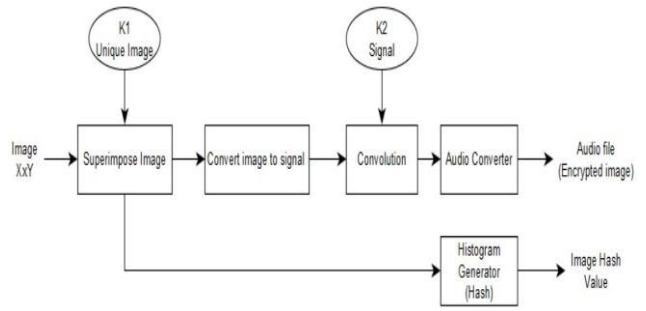 K1
Unique Image
K2
Signal
Image
XxY
Superimpose Image
Convert image to signal
Convolution
Audio Converter
Audio file
(Encrypted image)
Histogram
Generator
(Hash)
Image Hash
Value